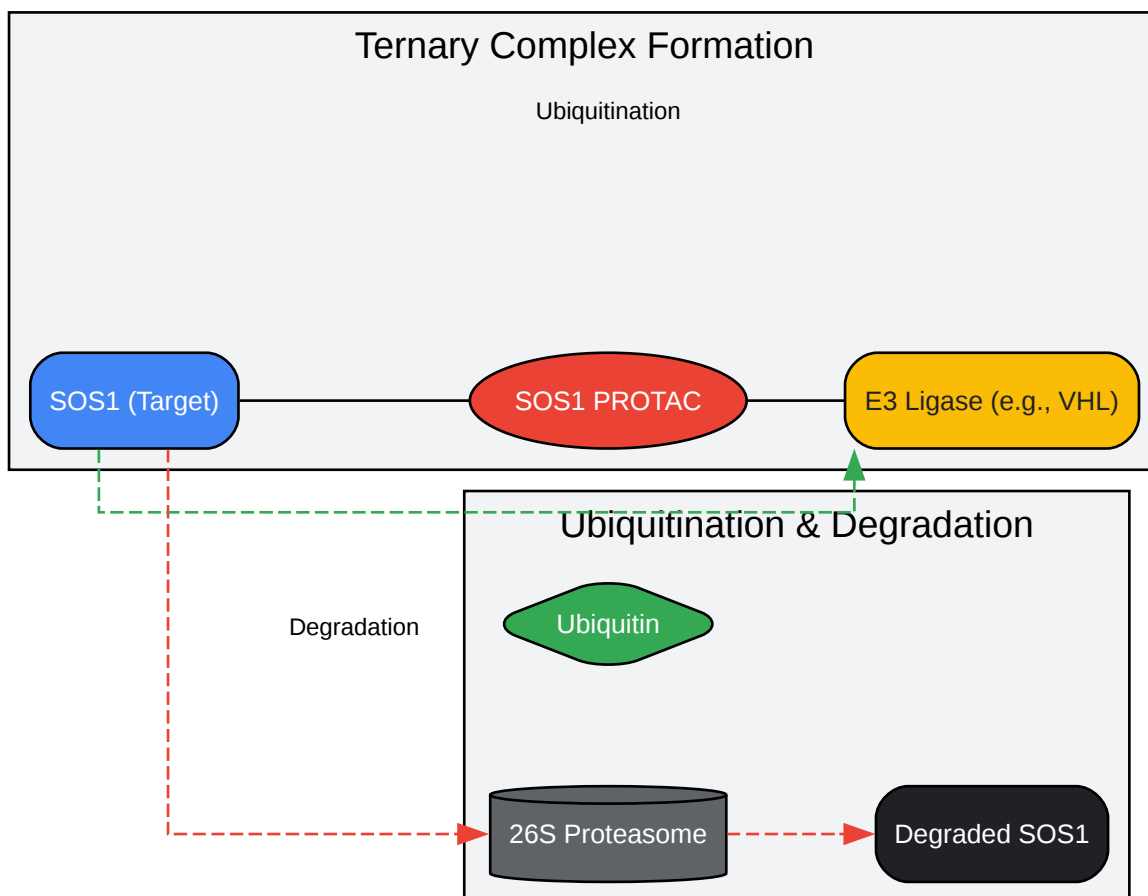 Ternary Complex Formation
Ubiquitination
SOS1 (Target)
SOS1 PROTAC
E3 Ligase (e.g., VHL)
Ubiquitination & Degradation
Ubiquitin
Degradation
26S Proteasome
Degraded SOS1